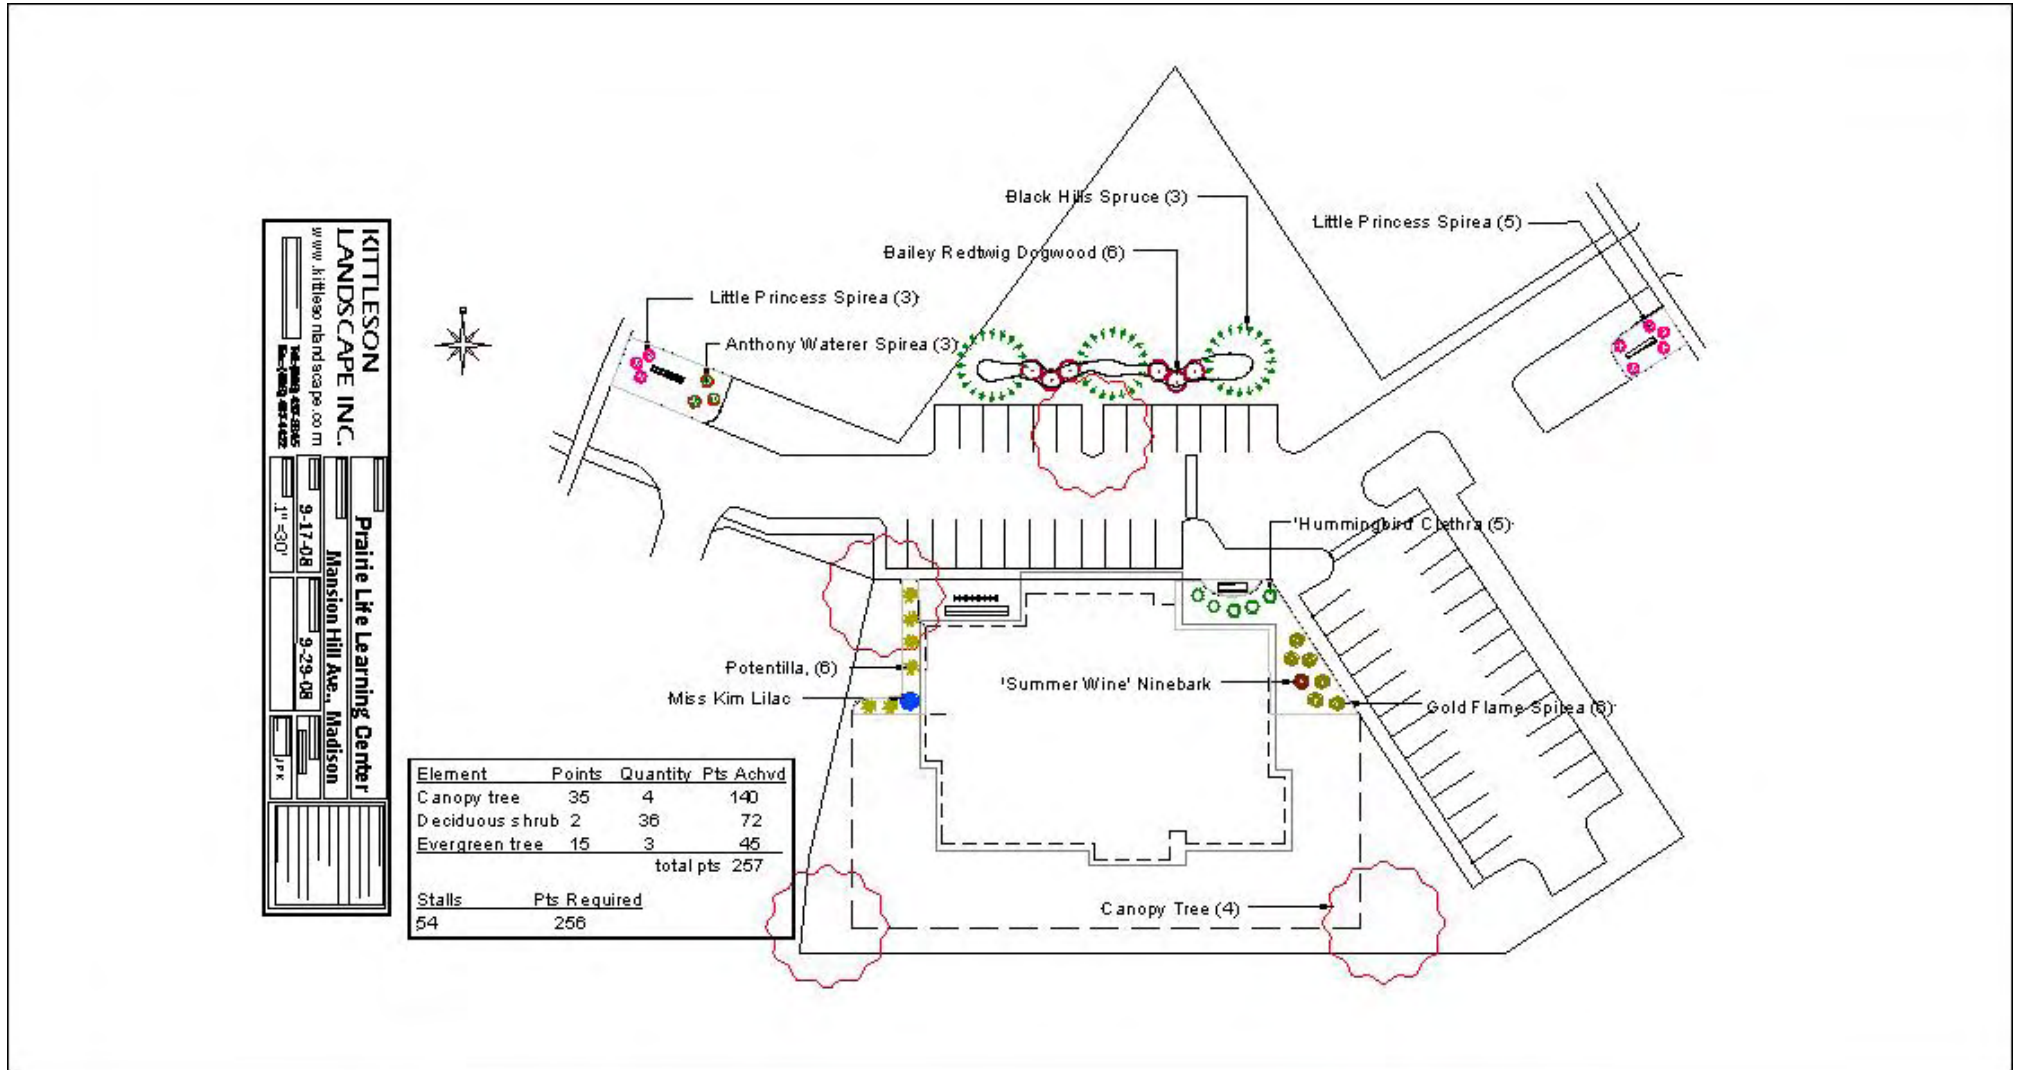 Black Hills Spruce (3)
Little Princess Spirea (5)
Bailey Redtwig Dogwood (6)
Little Princess Spirea (3)
Anthony Waterer Spirea (3)
'Hummingbird' Clethra (5)
Potentilla, (6)
Miss Kim Lilac
'Summer Wine' Ninebark
Gold Flame Spirea (6)
Canopy Tree (4)
KITTLESON
LANDSCAPE INC.
www.kittlesonlandscape.com
Prairie Life Learning Center
Mansion Hill Ave., Madison
9-17-08
9-29-08
1"=30'
JPK
Element Points Quantity Pts Achvd
Canopy tree 35 4 140
Deciduous shrub 2 36 72
Evergreen tree 15 3 45
total pts 257
Stalls Pts Required
54 256